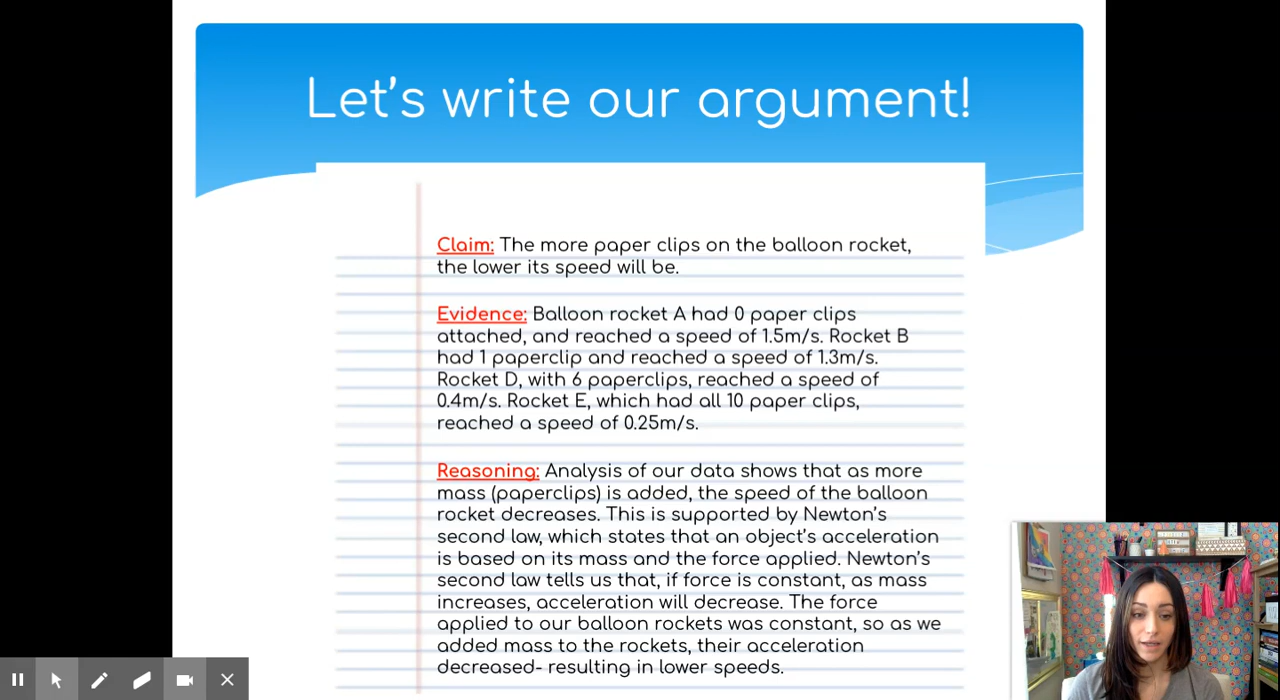 Let's write our argument!
Claim: The more paper clips on the balloon rocket,
the lower its speed will be.
Evidence: Balloon rocket A had 0 paper clips
attached, and reached a speed of 1.5m/s. Rocket B
had 1 paperclip and reached a speed of 1.3m/s.
Rocket D, with 6 paperclips, reached a speed of
0.4m/s. Rocket E, which had all 10 paper clips,
reached a speed of 0.25m/s.
Reasoning: Analysis of our data shows that as more
mass (paperclips) is added, the speed of the balloon
rocket decreases. This is supported by Newton's
second law, which states that an object's acceleration
is based on its mass and the force applied. Newton's
second law tells us that, if force is constant, as mass
increases, acceleration will decrease. The force
applied to our balloon rockets was constant, so as we
added mass to the rockets, their acceleration
decreased- resulting in lower speeds.